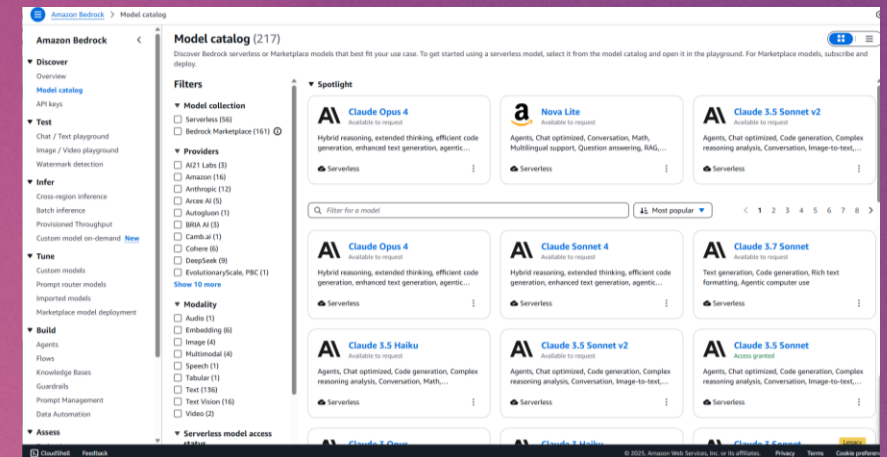 Amazon Bedrock > Model catalog
Amazon Bedrock
Discover
Overview
Model catalog
API keys
Test
Chat / Text playground
Image / Video playground
Watermark detection
Infer
Cross-region inference
Batch inference
Provisioned Throughput
Custom model on-demand New
Tune
Custom models
Prompt router models
Imported models
Marketplace model deployment
Build
Agents
Flows
Knowledge Bases
Guardrails
Prompt Management
Data Automation
Assess
Model catalog (217)
Discover Bedrock serverless or Marketplace models that best fit your use case. To get started using a serverless model, select it from the model catalog and open it in the playground. For Marketplace models, subscribe and
deploy.
Filters
Model collection
Serverless (56)
Bedrock Marketplace (161)
Providers
AI21 Labs (3)
Amazon (16)
Anthropic (12)
Arcee AI (5)
Autogluon (1)
BRIA AI (3)
Camb.ai (1)
Cohere (6)
DeepSeek (9)
EvolutionaryScale, PBC (1)
Show 10 more
Modality
Audio (1)
Embedding (6)
Image (4)
Multimodal (4)
Speech (1)
Tabular (1)
Text (136)
Text Vision (16)
Video (2)
Serverless model access
status
Spotlight
Claude Opus 4
Available to request
Hybrid reasoning, extended thinking, efficient code
generation, enhanced text generation, agentic...
Serverless
Nova Lite
Available to request
Agents, Chat optimized, Conversation, Math,
Multilingual support, Question answering, RAG,...
Serverless
Claude 3.5 Sonnet v2
Available to request
Agents, Chat optimized, Code generation, Complex
reasoning analysis, Conversation, Image-to-text,...
Serverless
Filter for a model
Most popular
1 2 3 4 5 6 7 8
Claude Opus 4
Available to request
Hybrid reasoning, extended thinking, efficient code
generation, enhanced text generation, agentic...
Serverless
Claude Sonnet 4
Available to request
Hybrid reasoning, extended thinking, efficient code
generation, enhanced text generation, agentic...
Serverless
Claude 3.7 Sonnet
Available to request
Text generation, Code generation, Rich text
formatting, Agentic computer use
Serverless
Claude 3.5 Haiku
Available to request
Agents, Chat optimized, Code generation, Complex
reasoning analysis, Conversation, Math,...
Serverless
Claude 3.5 Sonnet v2
Available to request
Agents, Chat optimized, Code generation, Complex
reasoning analysis, Conversation, Image-to-text,...
Serverless
Claude 3.5 Sonnet
Access granted
Agents, Chat optimized, Code generation, Complex
reasoning analysis, Conversation, Image-to-text,...
Serverless
Claude 3 Opus
Claude 3 Haiku
Claude 3 Sonnet
Legacy
CloudShell Feedback
© 2025, Amazon Web Services, Inc. or its affiliates. Privacy Terms Cookie preferen